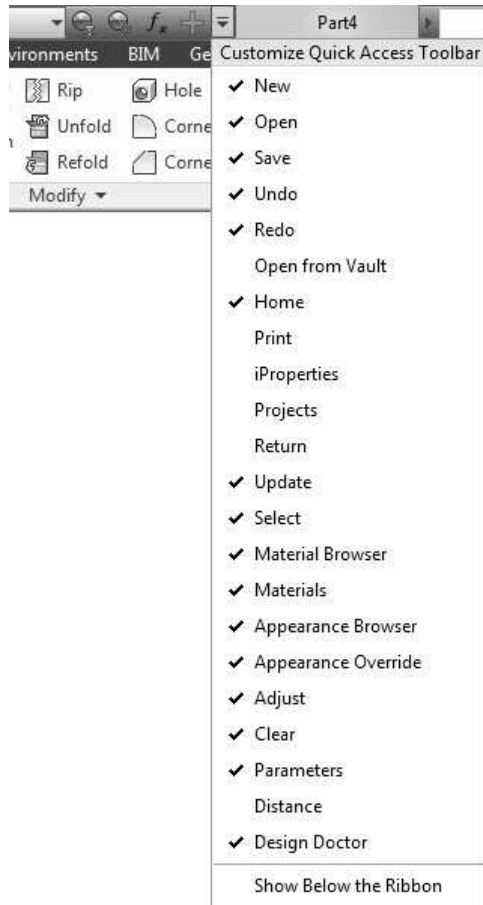 fx Part4
vironments BIM Ge Customize Quick Access Toolbar
Rip Hole
Unfold Corne
Refold Corne
Modify
New
Open
Save
Undo
Redo
Open from Vault
Home
Print
iProperties
Projects
Return
Update
Select
Material Browser
Materials
Appearance Browser
Appearance Override
Adjust
Clear
Parameters
Distance
Design Doctor
Show Below the Ribbon